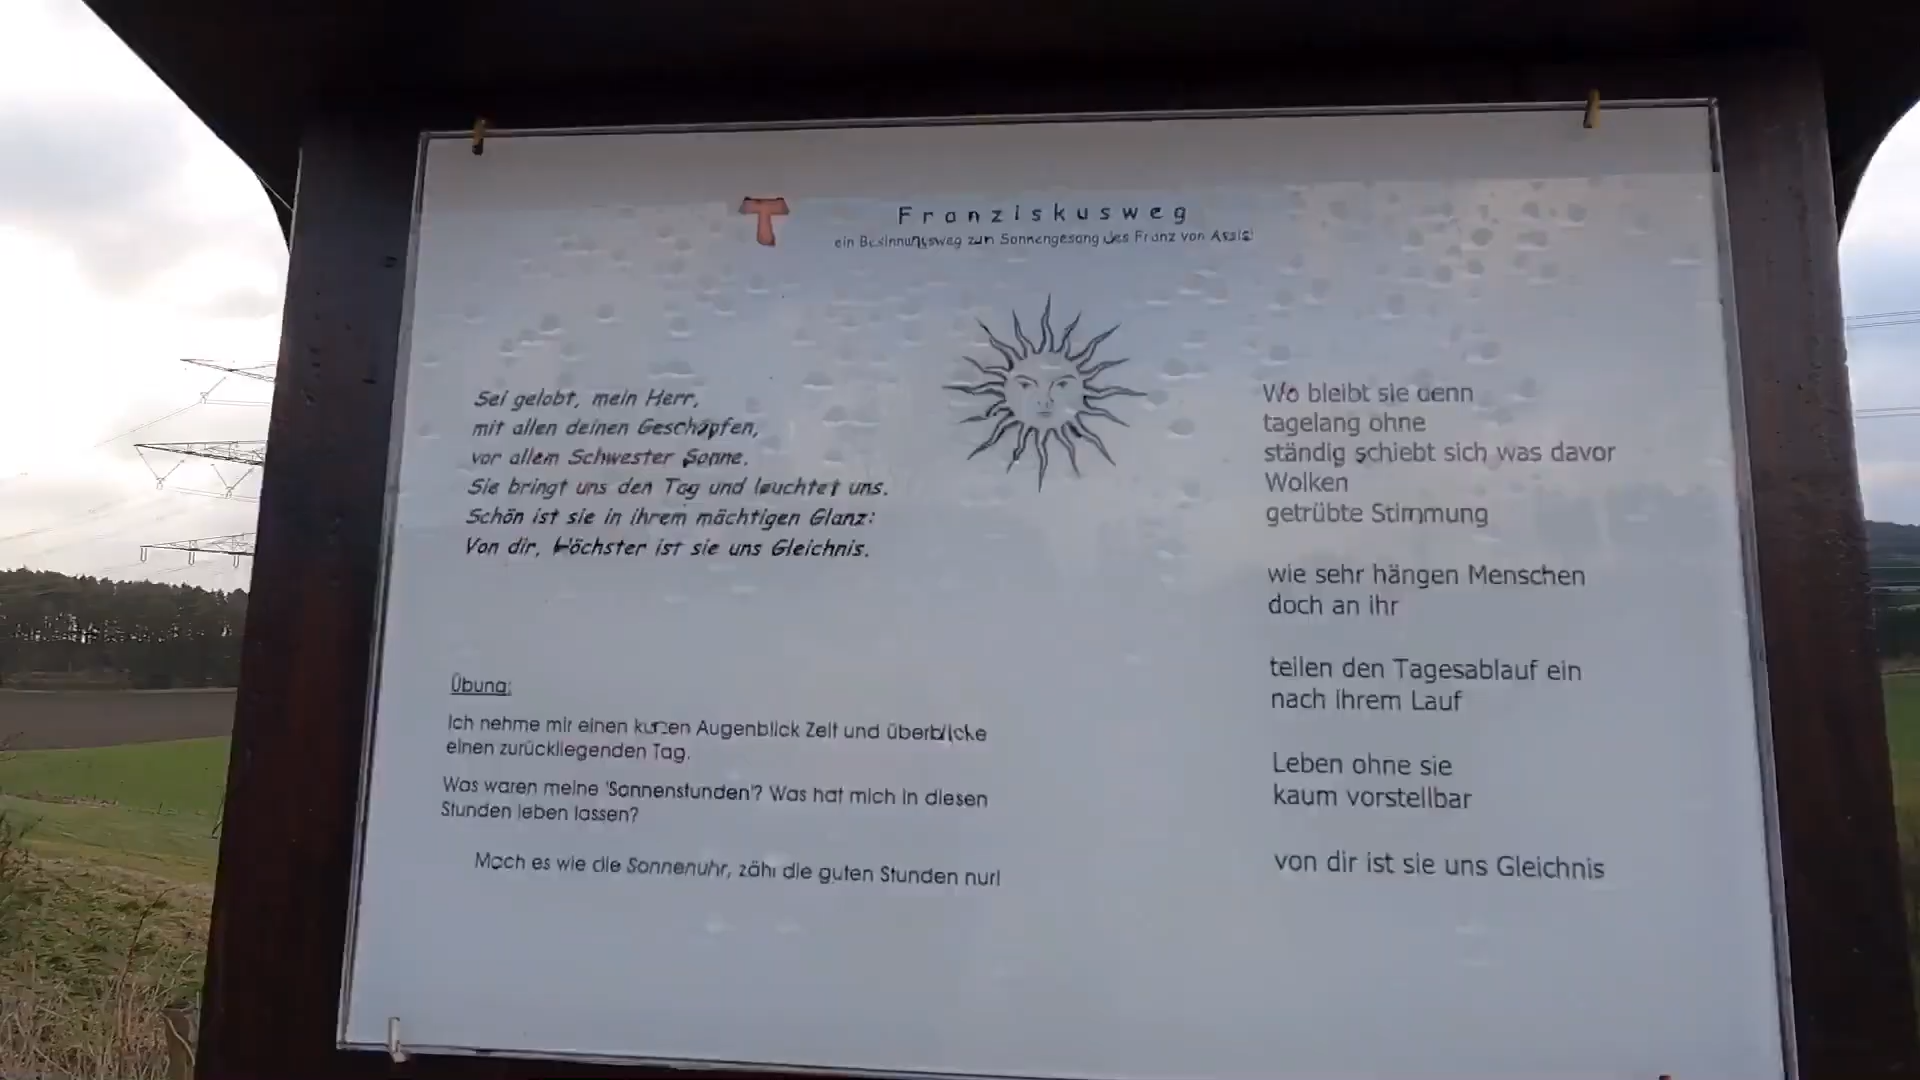 Franziskusweg
ein Besinnungsweg zum Sonnengesang des Franz von Assisi
Sei gelobt, mein Herr,
mit allen deinen Geschöpfen,
vor allem Schwester Sonne.
Sie bringt uns den Tag und leuchtet uns.
Schön ist sie in ihrem mächtigen Glanz:
Von dir, Höchster ist sie uns Gleichnis.
Übung:
Ich nehme mir einen kurzen Augenblick Zeit und überblicke
einen zurückliegenden Tag.
Was waren meine 'Sonnenstunden'? Was hat mich in diesen
Stunden leben lassen?
Mach es wie die Sonnenuhr, zähl die guten Stunden nur!
Wo bleibt sie denn
tagelang ohne
ständig schiebt sich was davor
Wolken
getrübte Stimmung
wie sehr hängen Menschen
doch an ihr
teilen den Tagesablauf ein
nach ihrem Lauf
Leben ohne sie
kaum vorstellbar
von dir ist sie uns Gleichnis